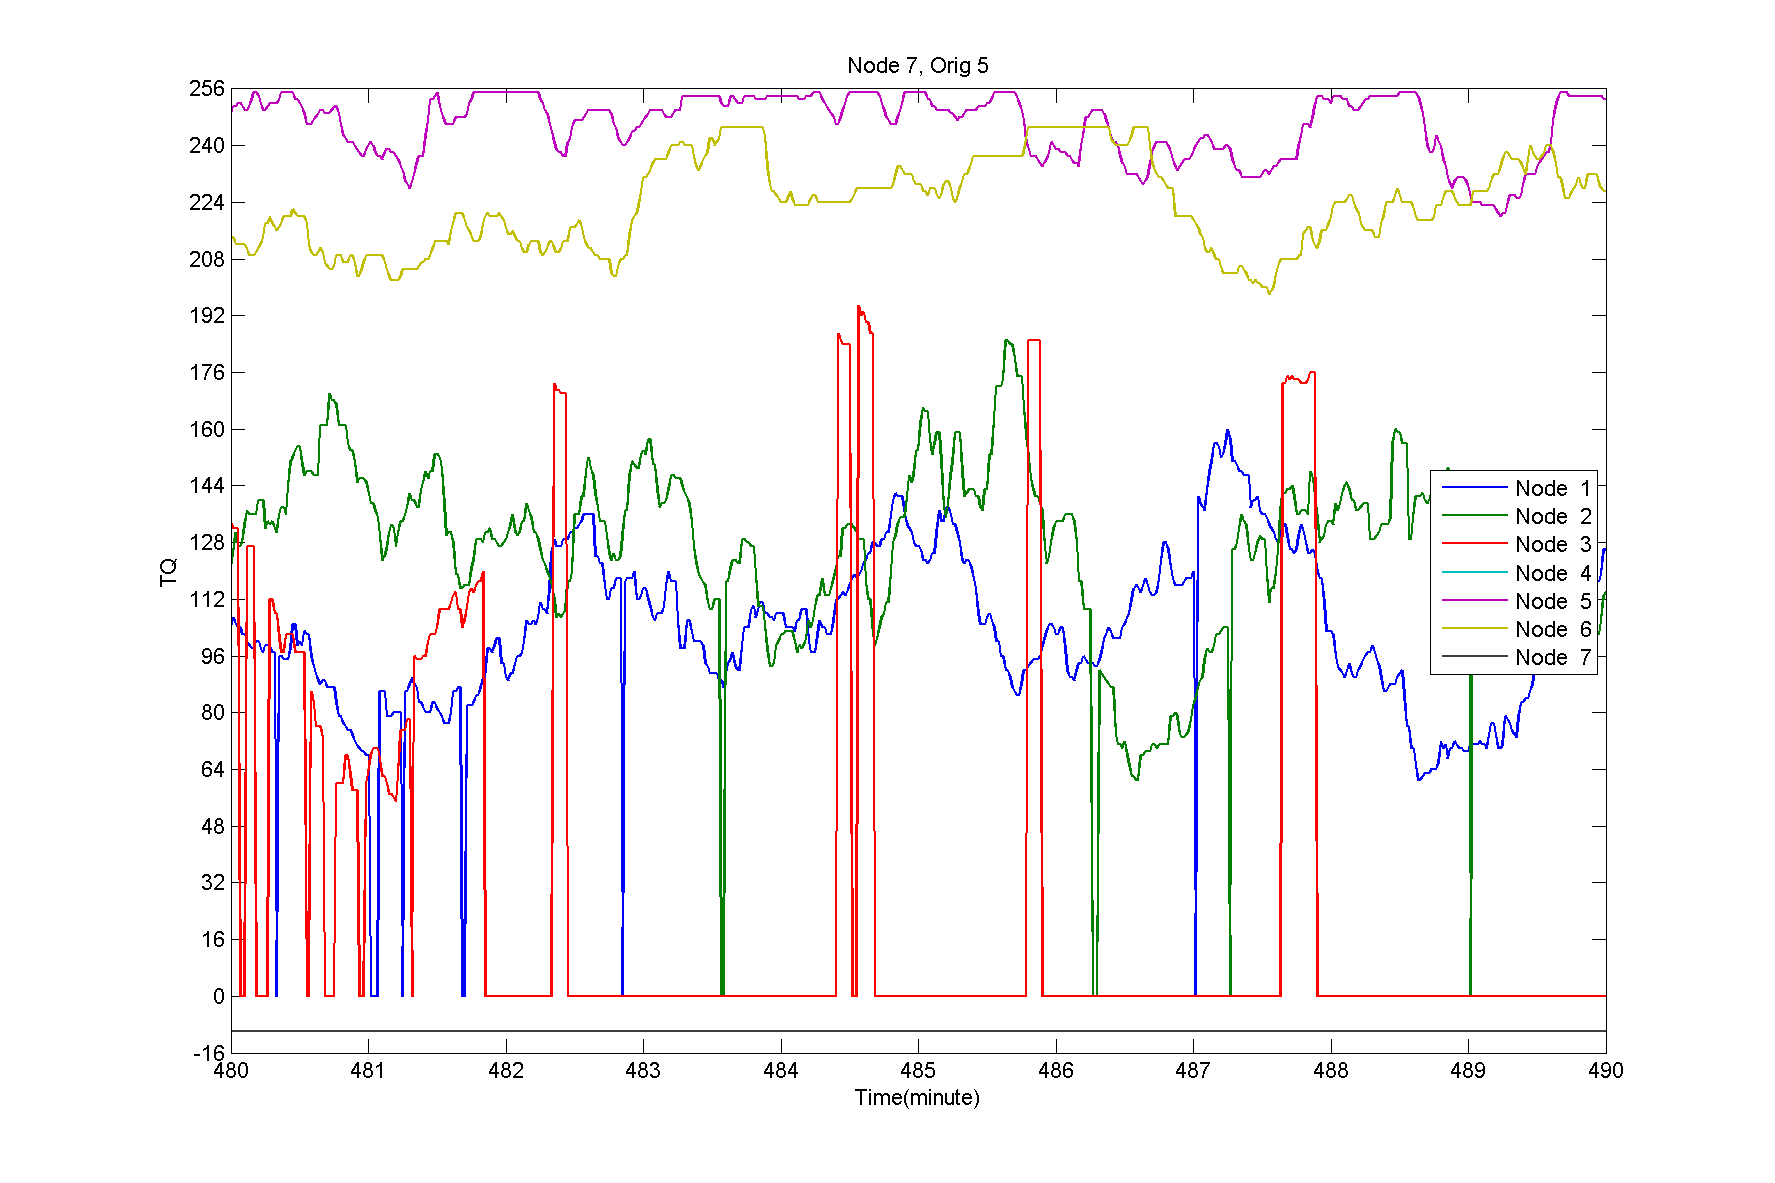 Node 7, Orig 5
256
240
224
208
192
176
160
144
128
112
96
80
64
48
32
16
0
-16
TQ
480 481 482 483 484 485 486 487 488 489 490
Time(minute)
Node 1
Node 2
Node 3
Node 4
Node 5
Node 6
Node 7